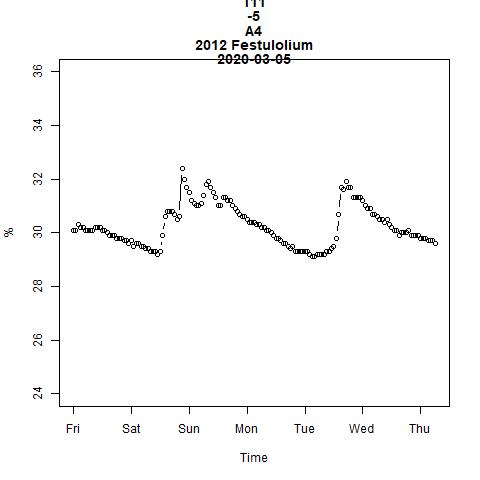 T11
-5
A4
2012 Festulolium
2020-03-05
36
34
32
30
28
26
24
%
Fri Sat Sun Mon Tue Wed Thu
Time